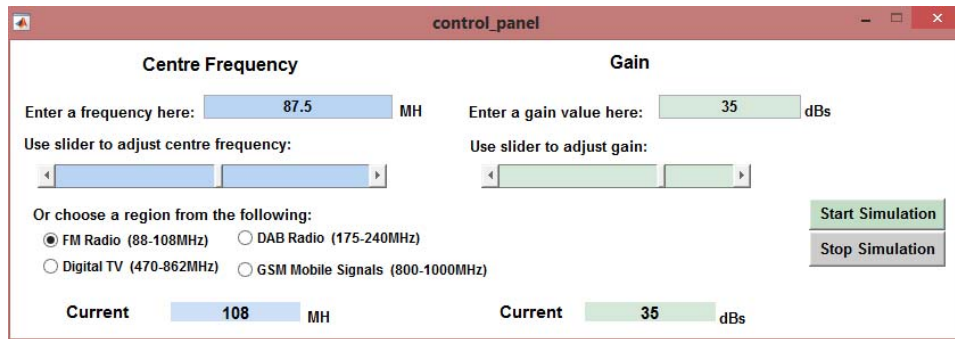 control_panel
Centre Frequency
Gain
Enter a frequency here: 87.5 MH
Enter a gain value here: 35 dBs
Use slider to adjust centre frequency:
Use slider to adjust gain:
Or choose a region from the following:
FM Radio (88-108MHz) DAB Radio (175-240MHz)
Digital TV (470-862MHz) GSM Mobile Signals (800-1000MHz)
Start Simulation
Stop Simulation
Current 108 MH
Current 35 dBs